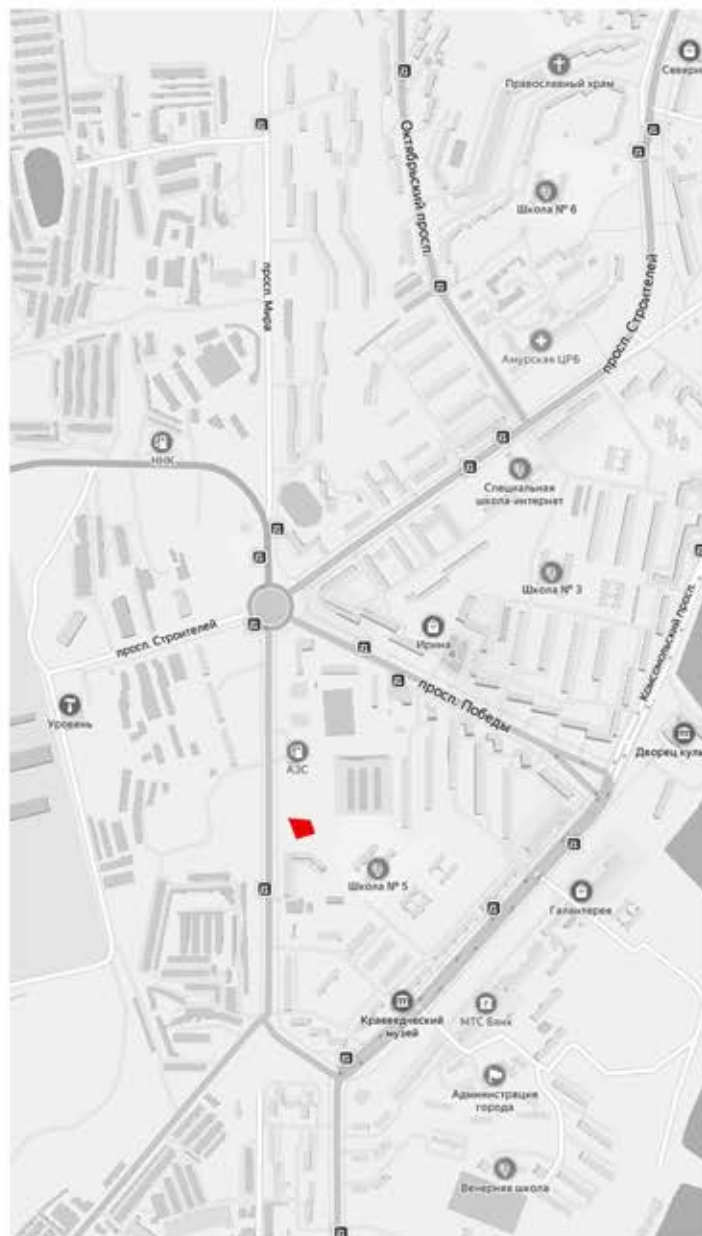 Северн
Православный храм
Октябрьский просп.
Школа № 6
просп. Мира
просп. Строителей
Амурская ЦРБ
ННК
Специальная
школа-интернет
Школа № 3
Комсомольский просп.
просп. Строителей
Ирина
просп. Победы
Уровень
Дворец куль
АЗС
Школа № 5
Галантерея
Краеведческий
музей
МТС Банк
Администрация
города
Вечерняя школа